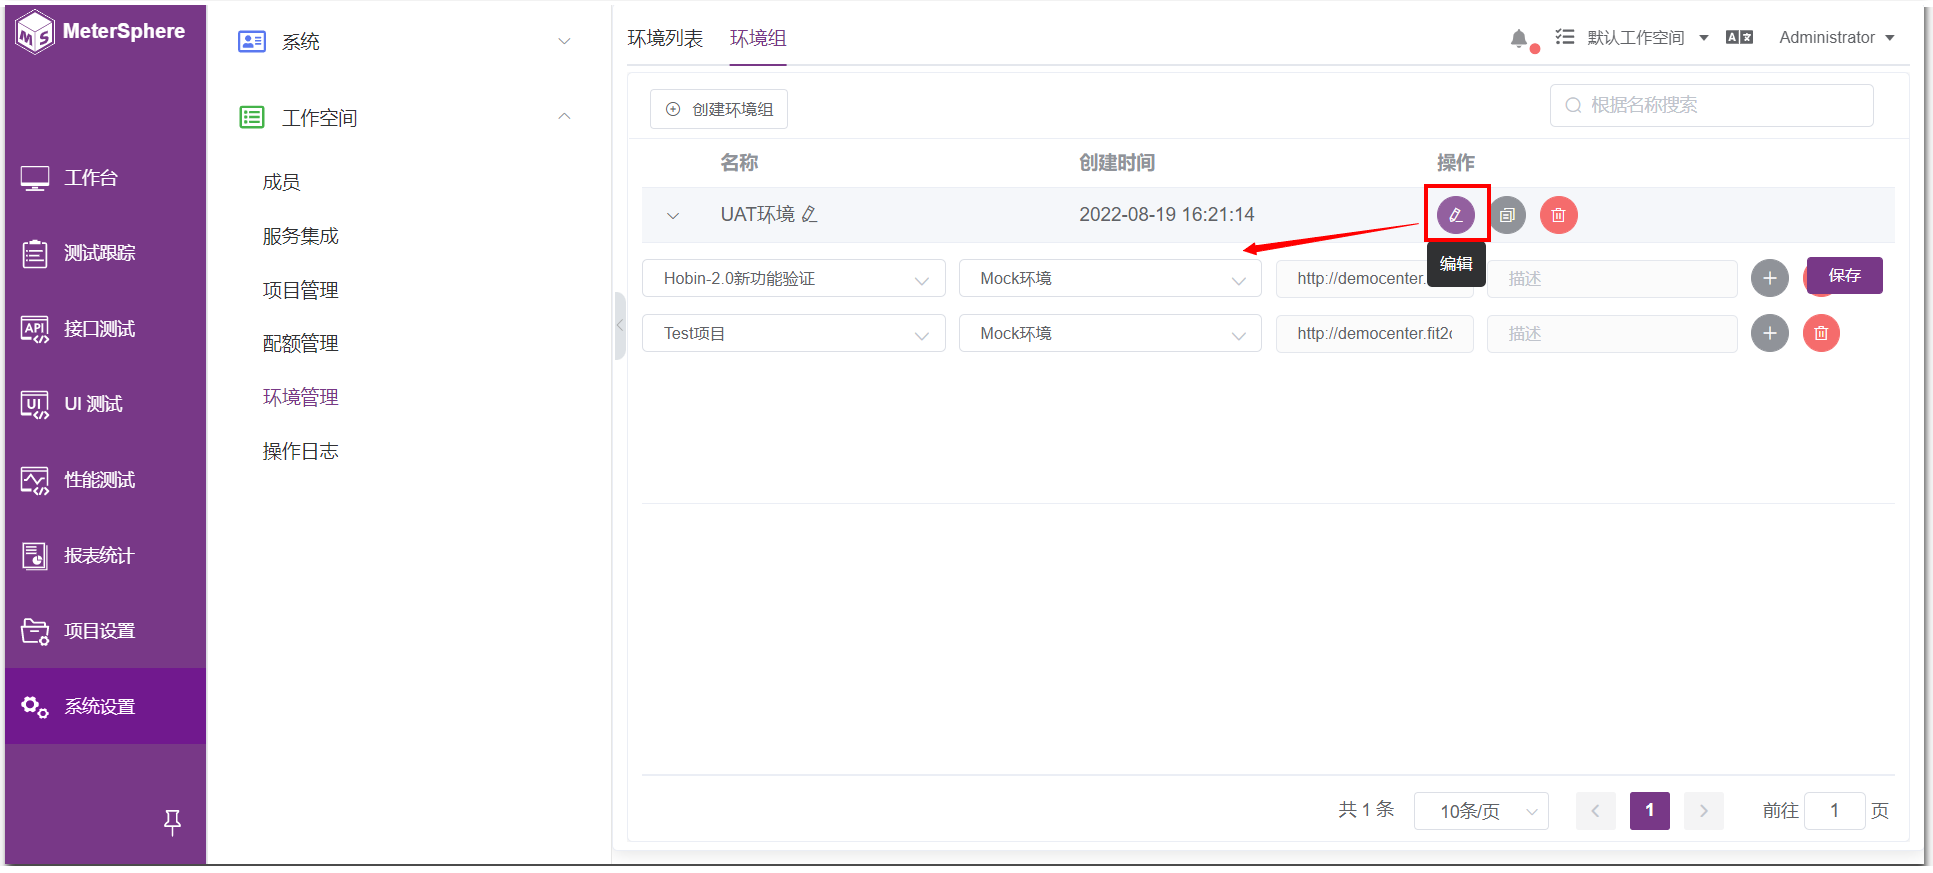 MeterSphere
工作台
测试跟踪
API
接口测试
UI
UI 测试
性能测试
报表统计
项目设置
系统设置
系统
工作空间
成员
服务集成
项目管理
配额管理
环境管理
操作日志
环境列表 环境组
默认工作空间 Administrator
创建环境组
根据名称搜索
名称 创建时间 操作
UAT环境 2022-08-19 16:21:14
编辑
Hobin-2.0新功能验证 Mock环境 http://democenter. 描述 保存
Test项目 Mock环境 http://democenter.fit2c 描述
共 1 条 10条/页 1 前往 1 页